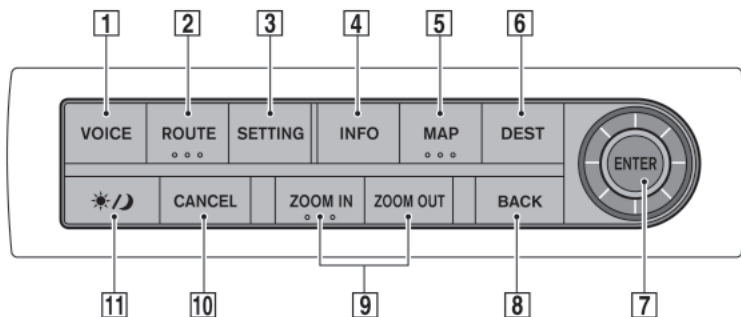 1 2 3 4 5 6
VOICE ROUTE SETTING INFO MAP DEST
ENTER
CANCEL ZOOM IN ZOOM OUT BACK
11 10 9 8 7